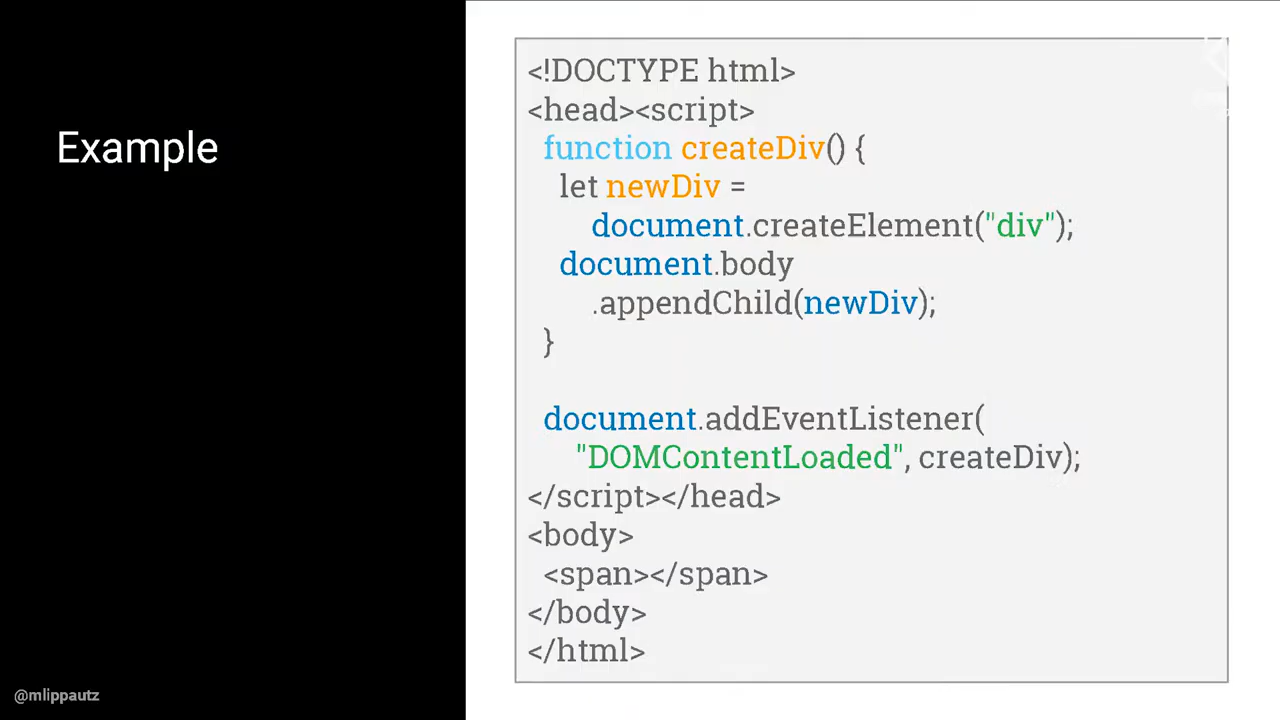 Example
<!DOCTYPE html>
<head><script>
function createDiv() {
let newDiv =
document.createElement("div");
document.body
.appendChild(newDiv);
}
document.addEventListener(
"DOMContentLoaded", createDiv);
</script></head>
<body>
<span></span>
</body>
</html>
@mlippautz